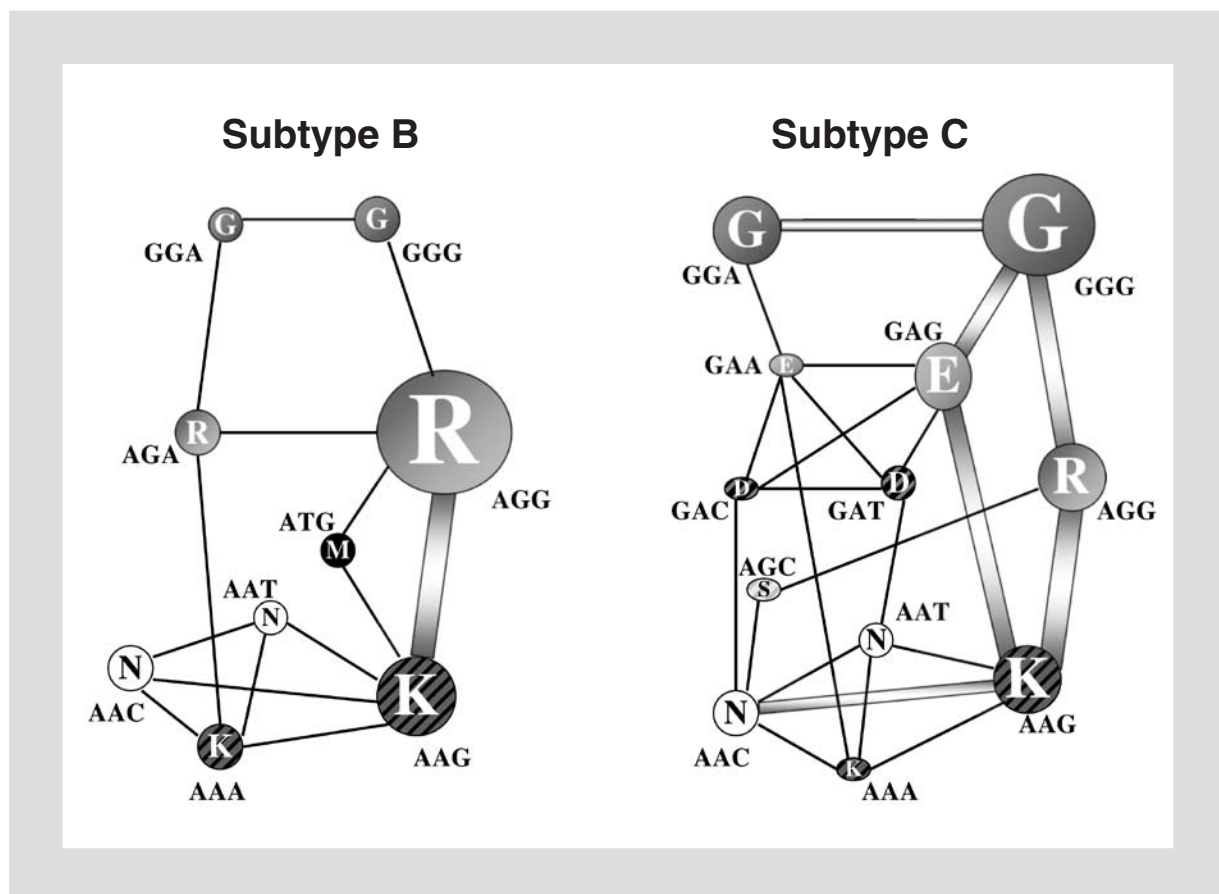 Subtype B
G
G
GGA
GGG
R
R
AGA
AGG
ATG
M
AAT
N
N
K
AAC
K
AAG
AAA
Subtype C
G
G
GGA
GGG
GAG
GAA
E
E
R
D
D
GAC
GAT
AGG
AGC
S
AAT
N
K
N
AAG
AAC
K
AAA